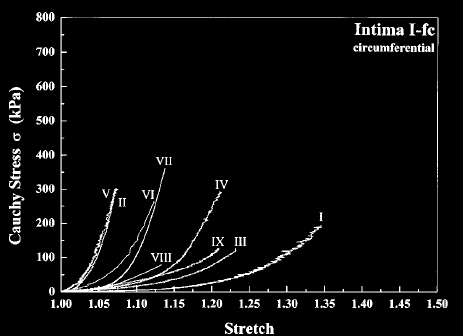 Intima I-fc
circumferential
Cauchy Stress σ (kPa)
800
700
600
500
400
300
200
100
0
VII
V
II
VI
IV
I
VIII
IX
III
1.00 1.05 1.10 1.15 1.20 1.25 1.30 1.35 1.40 1.45 1.50
Stretch